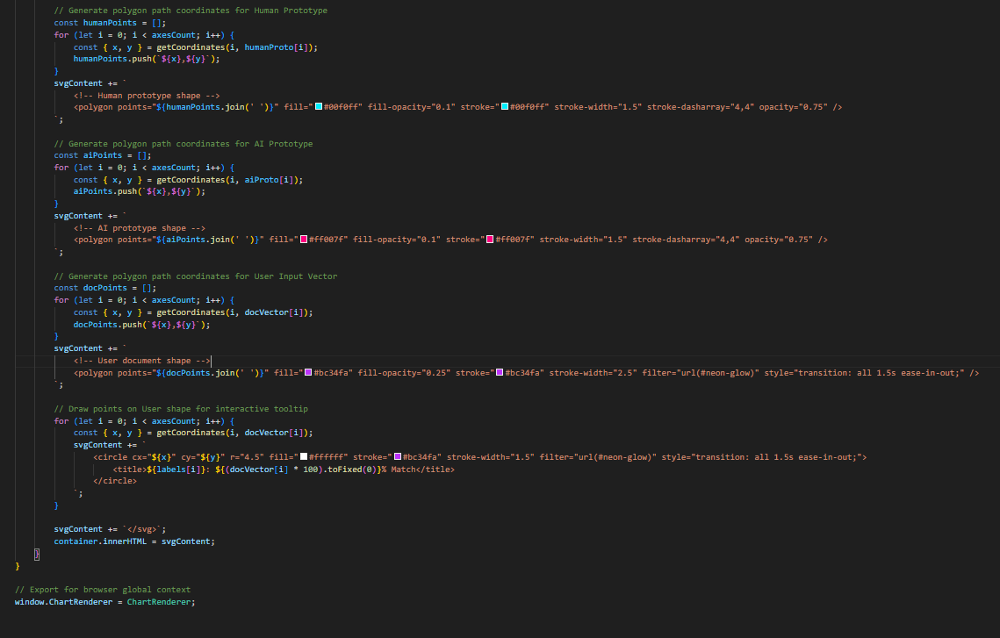 // Generate polygon path coordinates for Human Prototype
const humanPoints = [];
for (let i = 0; i < axesCount; i++) {
const { x, y } = getCoordinates(i, humanProto[i]);
humanPoints.push(`${x},${y}`);
}
svgContent += `
<!-- Human prototype shape -->
<polygon points="${humanPoints.join(' ')}" fill="#00f0ff" fill-opacity="0.1" stroke="#00f0ff" stroke-width="1.5" stroke-dasharray="4,4" opacity="0.75" />
`;
// Generate polygon path coordinates for AI Prototype
const aiPoints = [];
for (let i = 0; i < axesCount; i++) {
const { x, y } = getCoordinates(i, aiProto[i]);
aiPoints.push(`${x},${y}`);
}
svgContent += `
<!-- AI prototype shape -->
<polygon points="${aiPoints.join(' ')}" fill="#ff007f" fill-opacity="0.1" stroke="#ff007f" stroke-width="1.5" stroke-dasharray="4,4" opacity="0.75" />
`;
// Generate polygon path coordinates for User Input Vector
const docPoints = [];
for (let i = 0; i < axesCount; i++) {
const { x, y } = getCoordinates(i, docVector[i]);
docPoints.push(`${x},${y}`);
}
svgContent += `
<!-- User document shape -->
<polygon points="${docPoints.join(' ')}" fill="#bc34fa" fill-opacity="0.25" stroke="#bc34fa" stroke-width="2.5" filter="url(#neon-glow)" style="transition: all 1.5s ease-in-out;" />
`;
// Draw points on User shape for interactive tooltip
for (let i = 0; i < axesCount; i++) {
const { x, y } = getCoordinates(i, docVector[i]);
svgContent += `
<circle cx="${x}" cy="${y}" r="4.5" fill="#ffffff" stroke="#bc34fa" stroke-width="1.5" filter="url(#neon-glow)" style="transition: all 1.5s ease-in-out;">
<title>${labels[i]}: ${(docVector[i] * 100).toFixed(0)}% Match</title>
</circle>
`;
}
svgContent += `</svg>`;
container.innerHTML = svgContent;
}
}
// Export for browser global context
window.ChartRenderer = ChartRenderer;